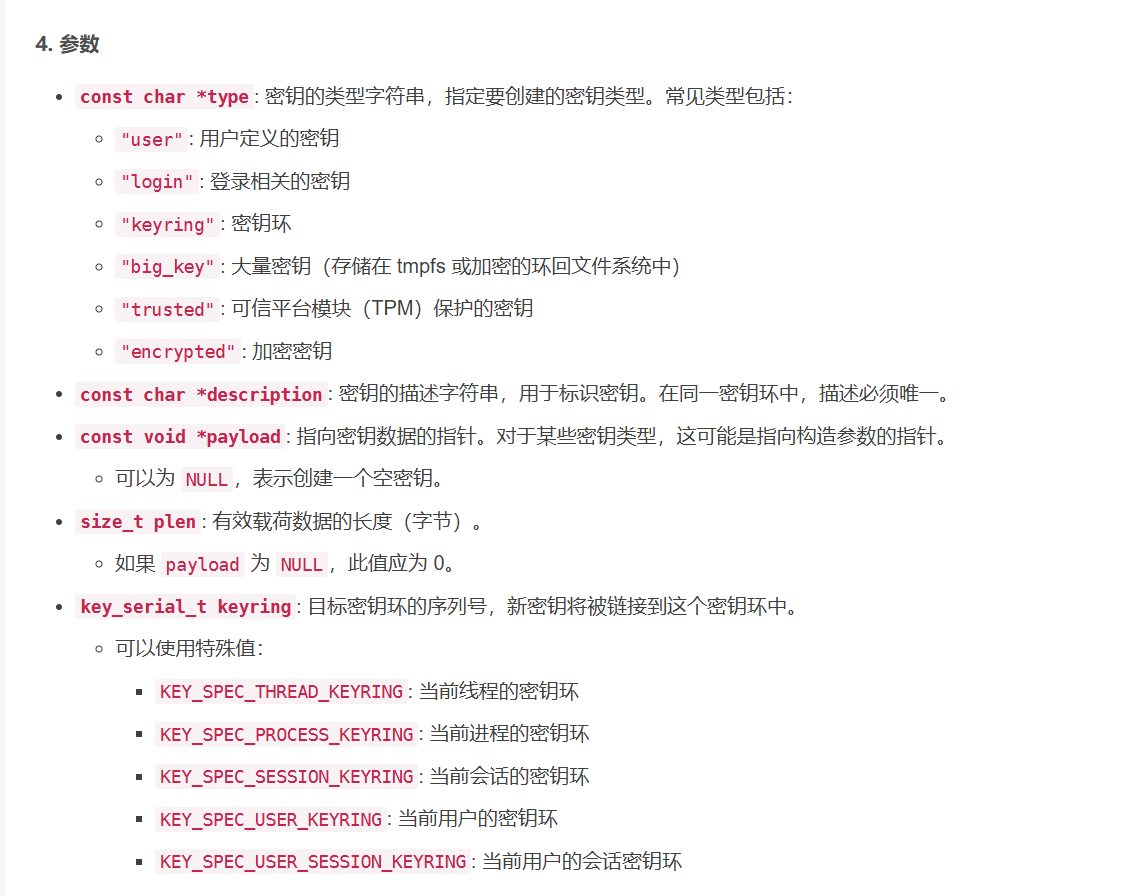 4. 参数
const char *type: 密钥的类型字符串，指定要创建的密钥类型。常见类型包括：
"user": 用户定义的密钥
"login": 登录相关的密钥
"keyring": 密钥环
"big_key": 大量密钥（存储在 tmpfs 或加密的环回文件系统中）
"trusted": 可信平台模块（TPM）保护的密钥
"encrypted": 加密密钥
const char *description: 密钥的描述字符串，用于标识密钥。在同一密钥环中，描述必须唯一。
const void *payload: 指向密钥数据的指针。对于某些密钥类型，这可能是指向构造参数的指针。
可以为 NULL，表示创建一个空密钥。
size_t plen: 有效载荷数据的长度（字节）。
如果 payload 为 NULL，此值应为 0。
key_serial_t keyring: 目标密钥环的序列号，新密钥将被链接到这个密钥环中。
可以使用特殊值：
KEY_SPEC_THREAD_KEYRING: 当前线程的密钥环
KEY_SPEC_PROCESS_KEYRING: 当前进程的密钥环
KEY_SPEC_SESSION_KEYRING: 当前会话的密钥环
KEY_SPEC_USER_KEYRING: 当前用户的密钥环
KEY_SPEC_USER_SESSION_KEYRING: 当前用户的会话密钥环